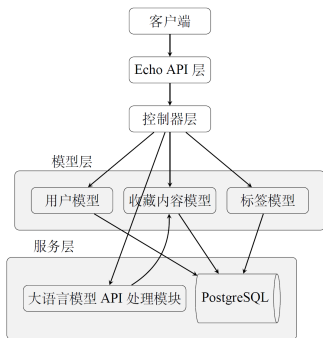 客户端
Echo API 层
控制器层
模型层
用户模型
收藏内容模型
标签模型
服务层
大语言模型 API 处理模块
PostgreSQL